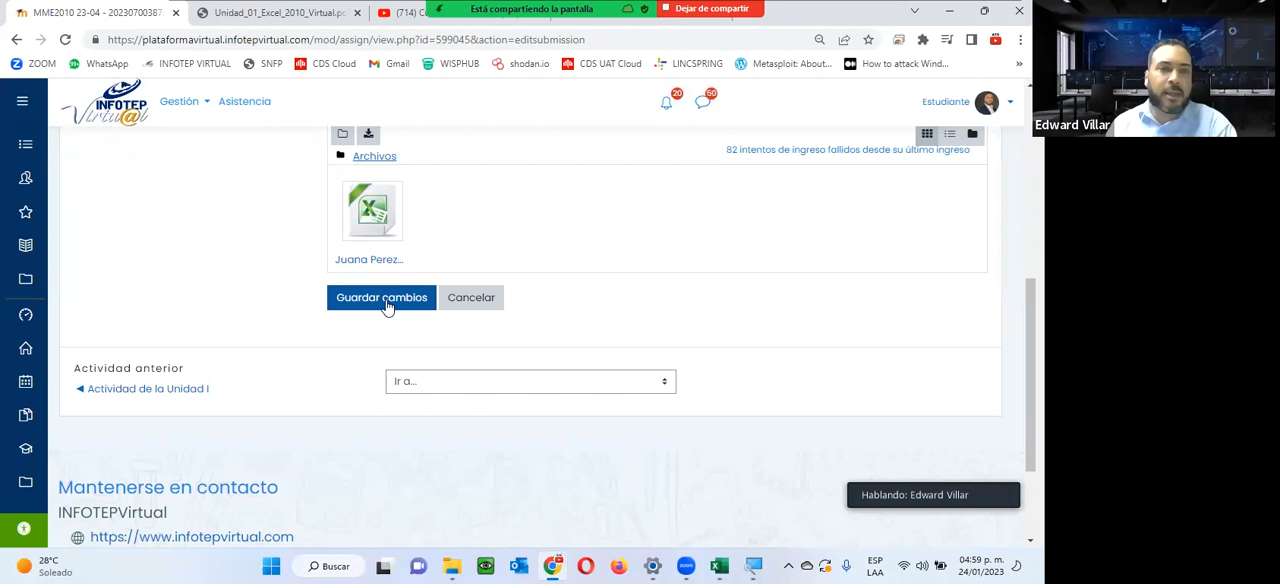 MME2010 23-04 - 20230700387
Unidad_01_Excel_2010_Virtual.pc
(714) C
Está compartiendo la pantalla
Dejar de compartir
https://plataformavirtual.infotepvirtual.com/mod/assign/view.php?id=599045&action=editsubmission
ZOOM
WhatsApp
INFOTEP VIRTUAL
SNFP
CDS Cloud
Gmail
WISPHUB
shodan.io
CDS UAT Cloud
LINCSPRING
Metasploit: About...
How to attack Wind...
»
INFOTEP
Virtu@l
Gestión
Asistencia
20
50
Estudiante
Edward Villar
Archivos
82 intentos de ingreso fallidos desde su último ingreso
Juana Perez...
Guardar cambios
Cancelar
Actividad anterior
◀ Actividad de la Unidad I
Ir a...
Mantenerse en contacto
INFOTEPVirtual
https://www.infotepvirtual.com
Hablando: Edward Villar
28°C
Soleado
Buscar
zoom
ESP
LAA
04:59 p. m.
24/01/2023